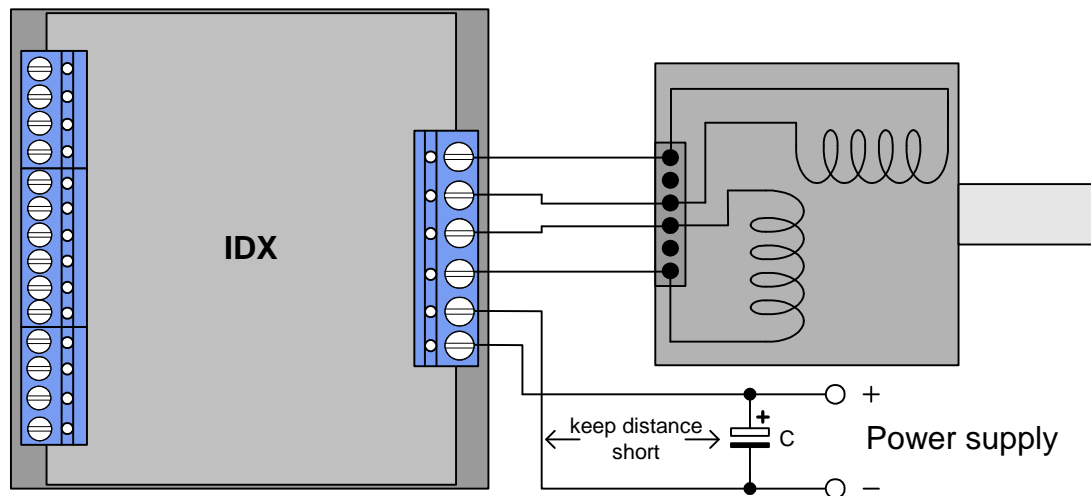 IDX
keep distance
short
+
C
+
Power supply
−